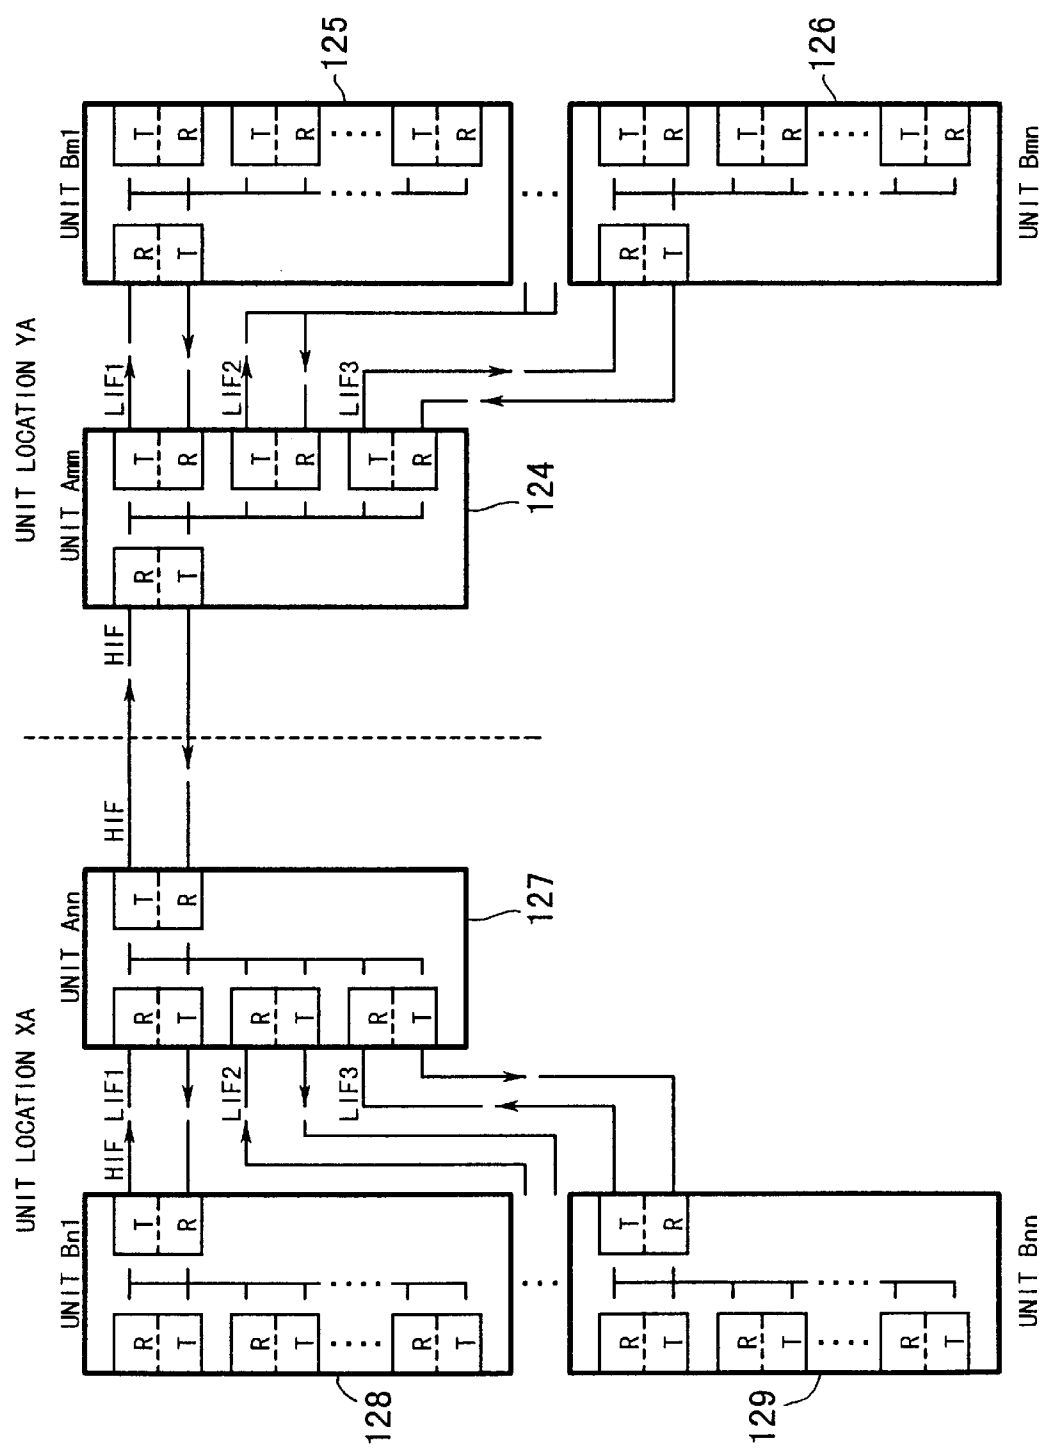 UNIT LOCATION XA
UNIT LOCATION YA
UNIT Bn1
UNIT Ann
UNIT Amm
UNIT Bm1
HIF LIF1
HIF
HIF
LIF1
R T R T R T R T
T R T R T R T R
LIF2
LIF2
R R T T
T T R R
LIF3
LIF3
128
125
R T
R T R T
T R
127
124
R T R T
T R T R
R T
T R
129
126
R T
T R
UNIT Bnn
UNIT Bmn